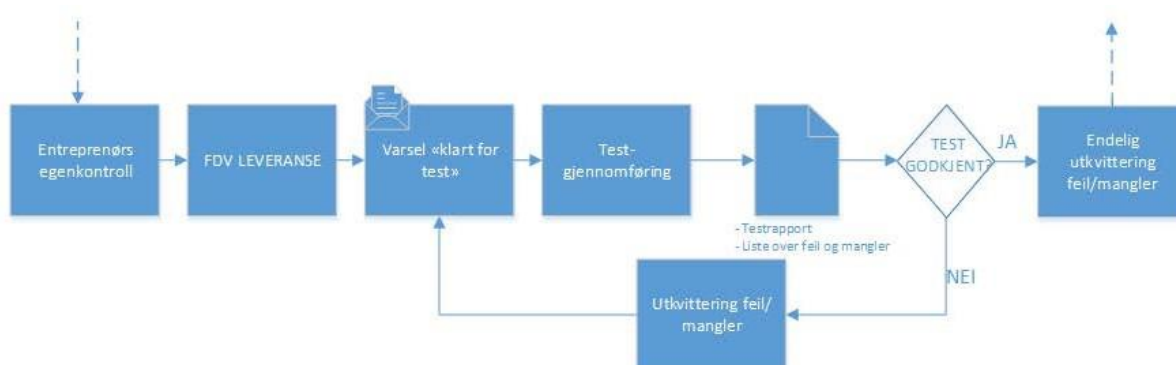 Entreprenørs
egenkontroll
FDV LEVERANSE
Varsel «klart for
test»
Test-
gjennomføring
- Testrapport
- Liste over feil og mangler
TEST
GODKJENT?
JA
Endelig
utkvittering
feil/mangler
NEI
Utkvittering feil/
mangler